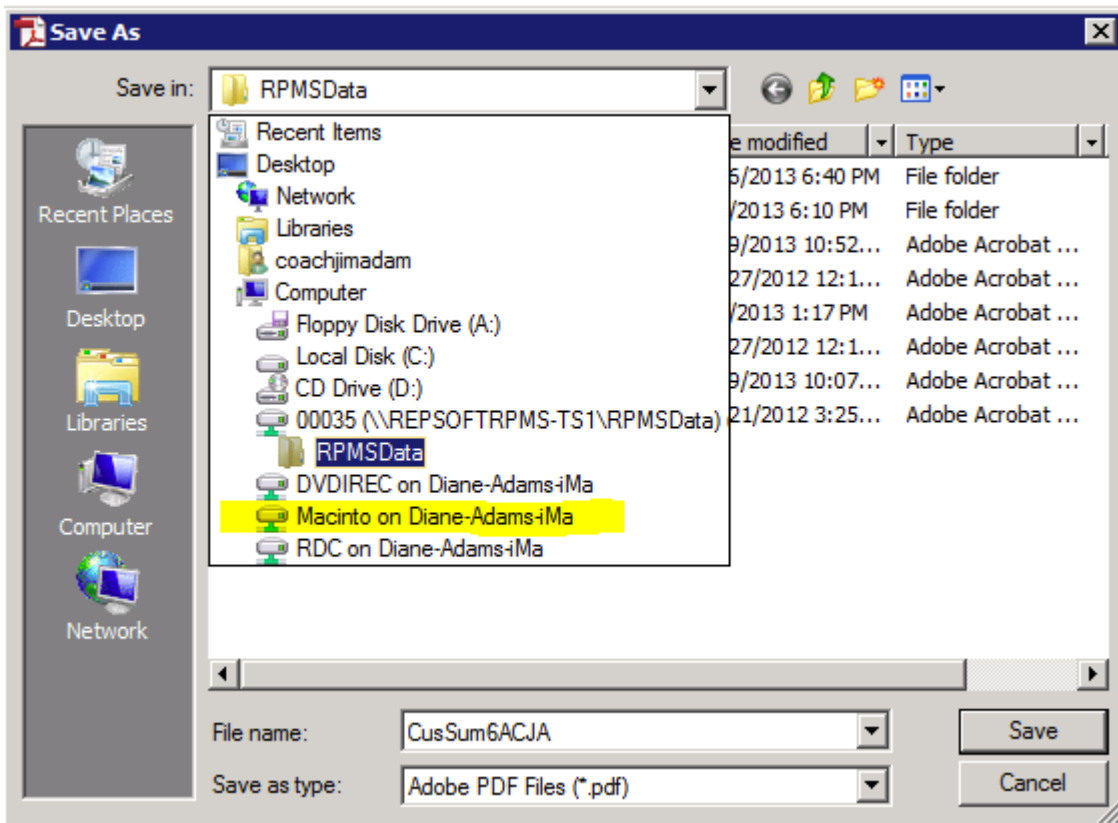 Save As
Save in: RPMSData
Recent Items
Desktop
Network
Libraries
coachjimadam
Computer
Floppy Disk Drive (A:)
Local Disk (C:)
CD Drive (D:)
00035 (\\REPSOFTRPMS-TS1\RPMSData)
RPMSData
DVDIREC on Diane-Adams-iMa
Macinto on Diane-Adams-iMa
RDC on Diane-Adams-iMa
Recent Places
Desktop
Libraries
Computer
Network
e modified Type
6/2013 6:40 PM File folder
/2013 6:10 PM File folder
9/2013 10:52... Adobe Acrobat ...
27/2012 12:1... Adobe Acrobat ...
/2013 1:17 PM Adobe Acrobat ...
27/2012 12:1... Adobe Acrobat ...
9/2013 10:07... Adobe Acrobat ...
21/2012 3:25... Adobe Acrobat ...
File name: CusSum6ACJA Save
Save as type: Adobe PDF Files (*.pdf) Cancel